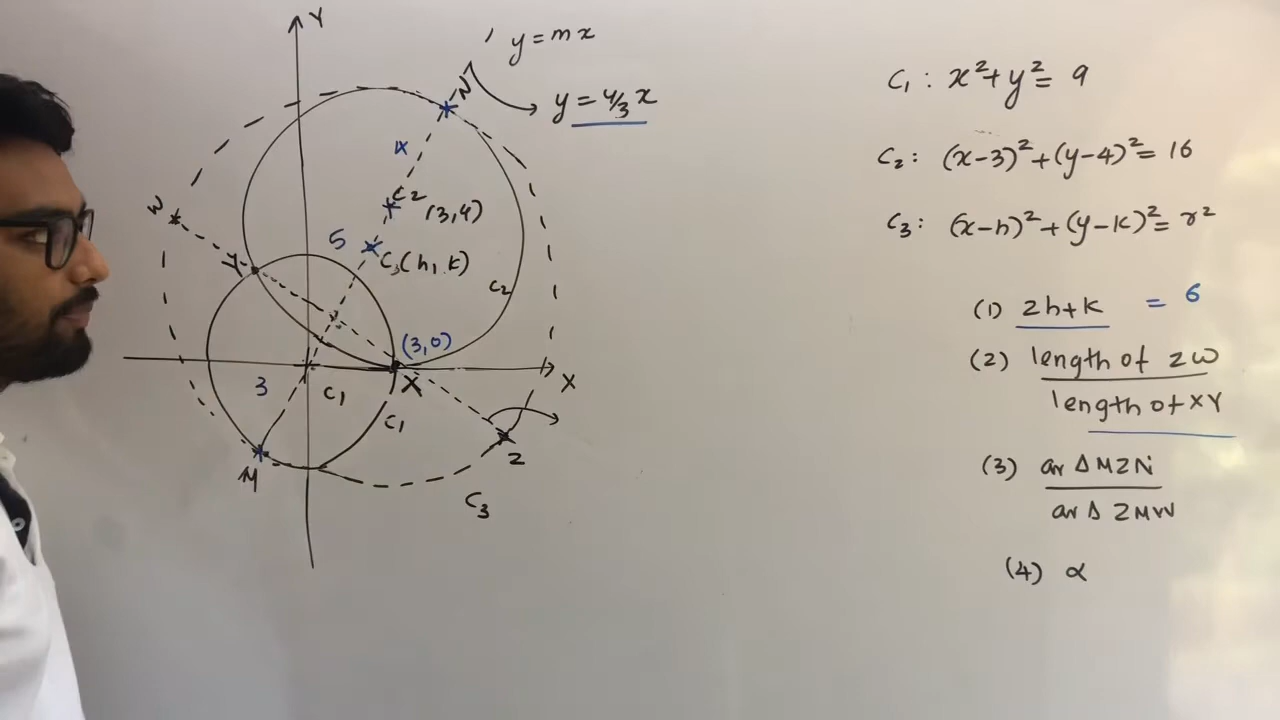 Y
y = mx
y = 4/3 x
N
4
C2 (3,4)
5
C3(h, k)
W
Y
C2
(3,0)
X
X
3
C1
C1
M
Z
C3
C1 : x²+y² = 9
C2 : (x-3)²+(y-4)² = 16
C3 : (x-h)²+(y-k)² = r²
(1) 2h+k = 6
(2) length of ZW
length of XY
(3) ar Δ MZN
ar Δ ZMW
(4) α